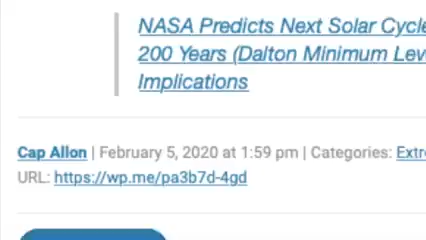 NASA Predicts Next Solar Cycle
200 Years (Dalton Minimum Lev
Implications
Cap Allon | February 5, 2020 at 1:59 pm | Categories: Extr
URL: https://wp.me/pa3b7d-4gd